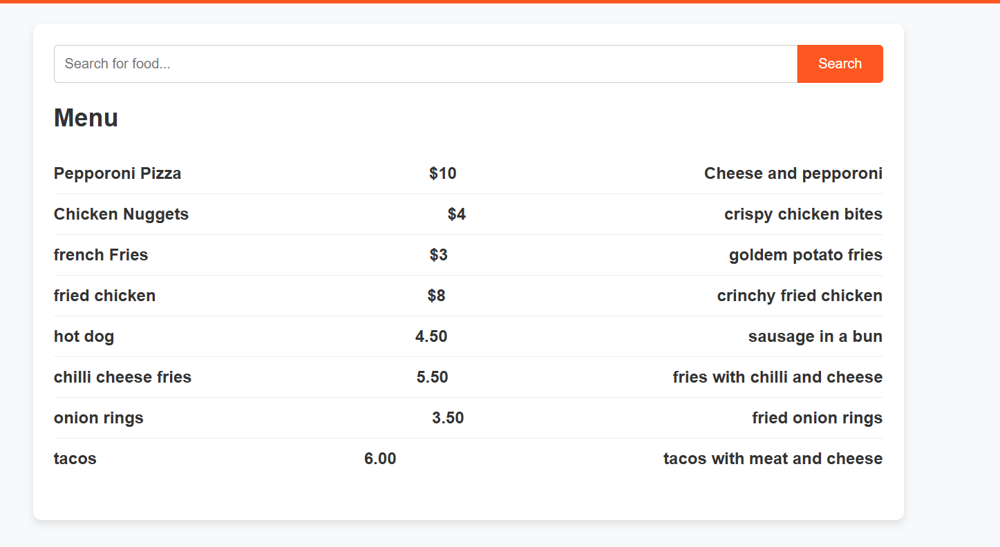 Search for food... Search
Menu
Pepporoni Pizza $10 Cheese and pepporoni
Chicken Nuggets $4 crispy chicken bites
french Fries $3 goldem potato fries
fried chicken $8 crinchy fried chicken
hot dog 4.50 sausage in a bun
chilli cheese fries 5.50 fries with chilli and cheese
onion rings 3.50 fried onion rings
tacos 6.00 tacos with meat and cheese